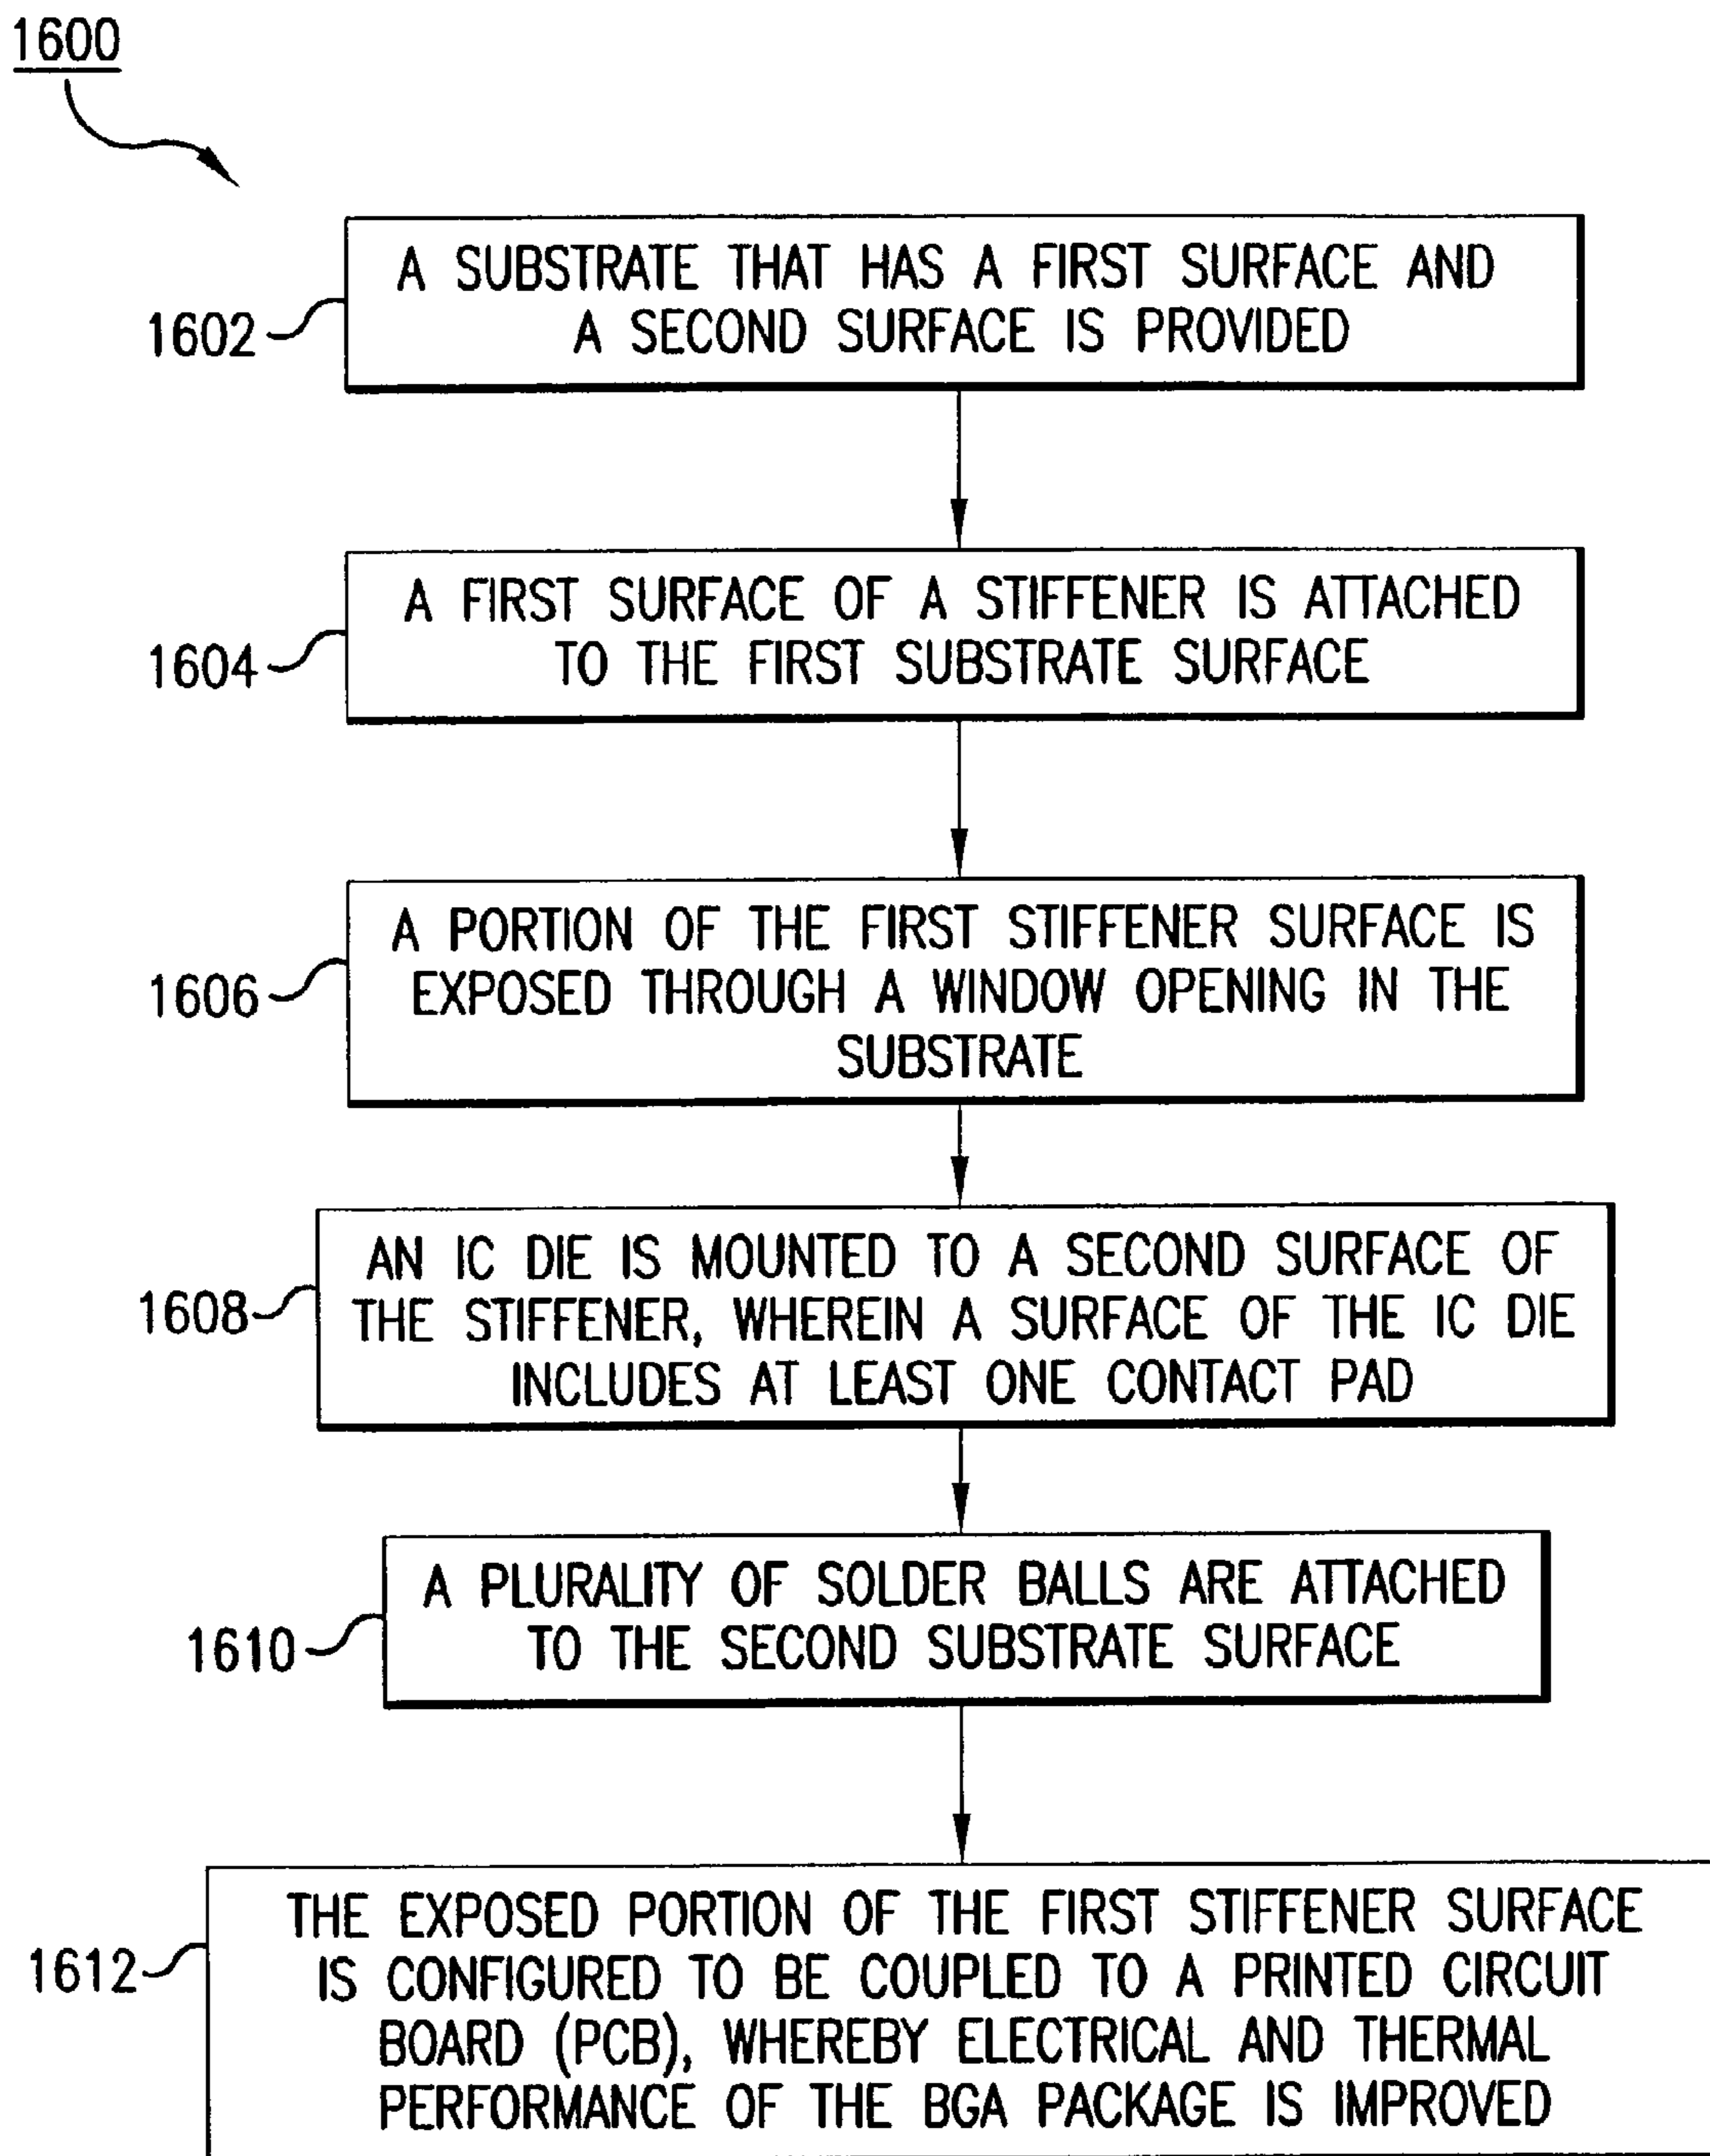 1600
A SUBSTRATE THAT HAS A FIRST SURFACE AND
A SECOND SURFACE IS PROVIDED
1602
A FIRST SURFACE OF A STIFFENER IS ATTACHED
TO THE FIRST SUBSTRATE SURFACE
1604
A PORTION OF THE FIRST STIFFENER SURFACE IS
EXPOSED THROUGH A WINDOW OPENING IN THE
SUBSTRATE
1606
AN IC DIE IS MOUNTED TO A SECOND SURFACE OF
THE STIFFENER, WHEREIN A SURFACE OF THE IC DIE
INCLUDES AT LEAST ONE CONTACT PAD
1608
A PLURALITY OF SOLDER BALLS ARE ATTACHED
TO THE SECOND SUBSTRATE SURFACE
1610
THE EXPOSED PORTION OF THE FIRST STIFFENER SURFACE
IS CONFIGURED TO BE COUPLED TO A PRINTED CIRCUIT
BOARD (PCB), WHEREBY ELECTRICAL AND THERMAL
PERFORMANCE OF THE BGA PACKAGE IS IMPROVED
1612